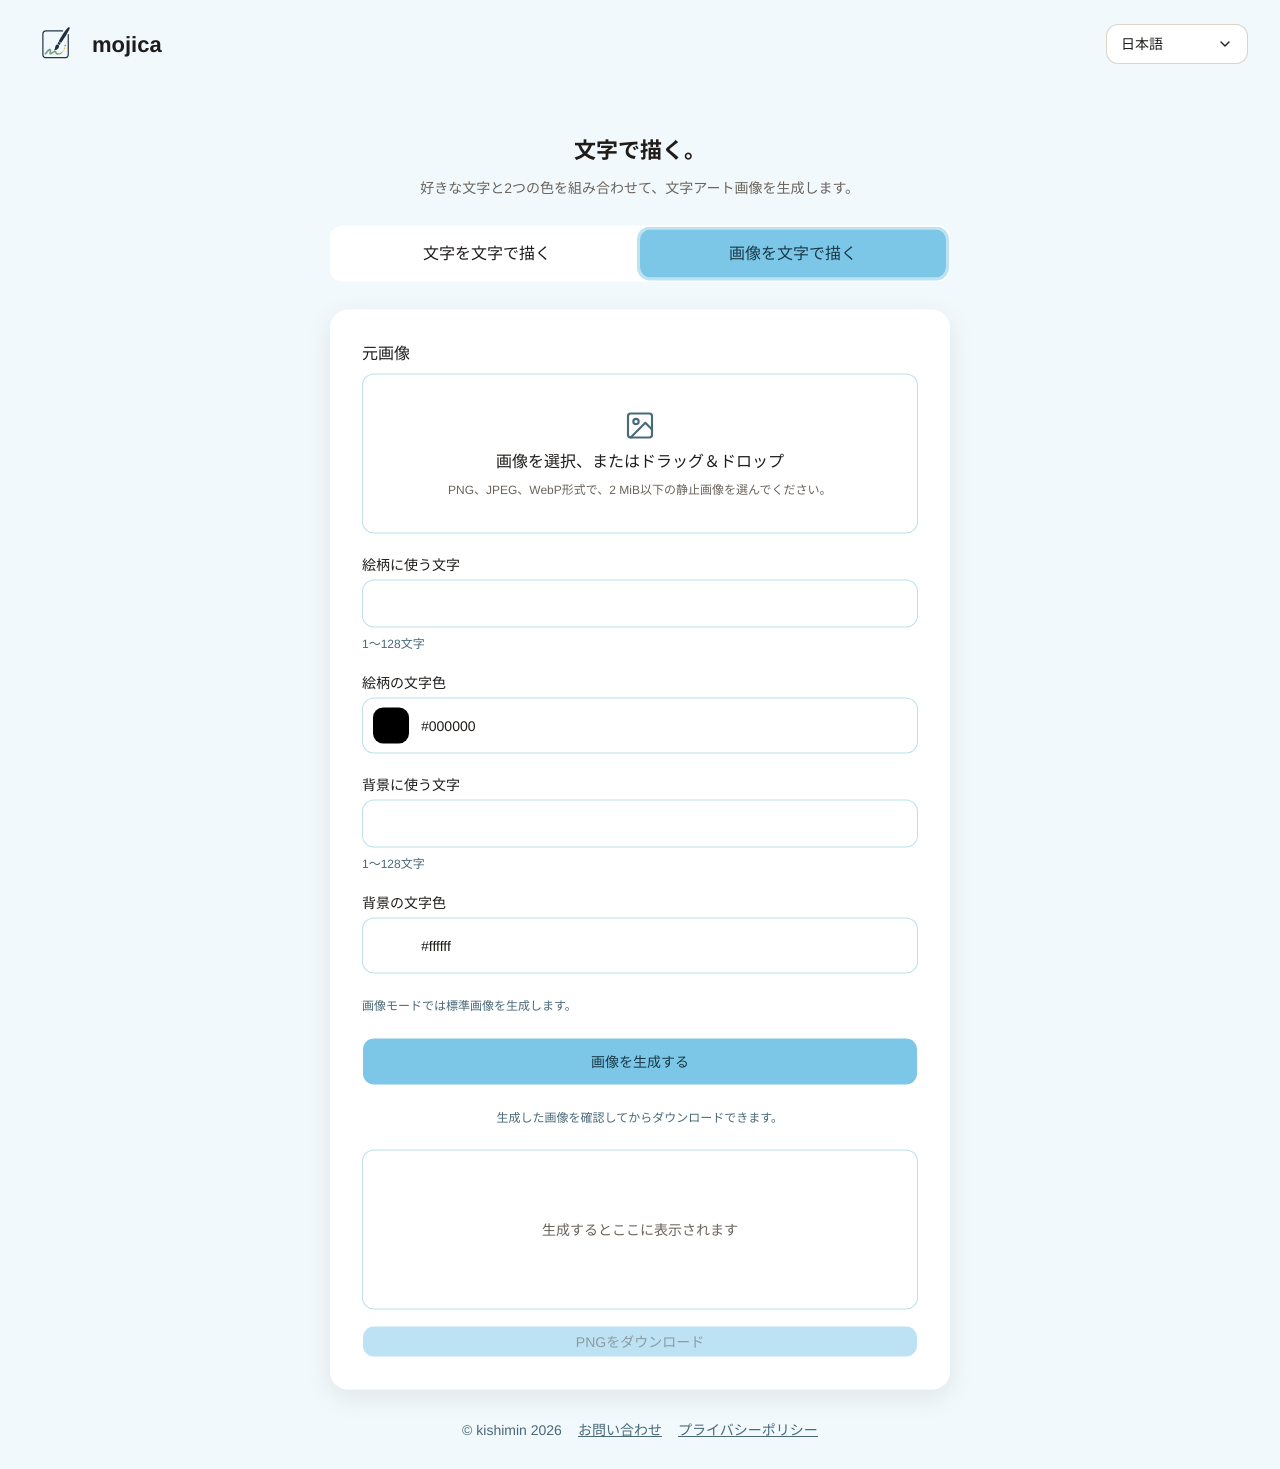 mojica
日本語
文字で描く。
好きな文字と2つの色を組み合わせて、文字アート画像を生成します。
文字を文字で描く
画像を文字で描く
元画像
画像を選択、またはドラッグ＆ドロップ
PNG、JPEG、WebP形式で、2 MiB以下の静止画像を選んでください。
絵柄に使う文字
1〜128文字
絵柄の文字色
#000000
背景に使う文字
1〜128文字
背景の文字色
#ffffff
画像モードでは標準画像を生成します。
画像を生成する
生成した画像を確認してからダウンロードできます。
生成するとここに表示されます
PNGをダウンロード
© kishimin 2026 お問い合わせ プライバシーポリシー